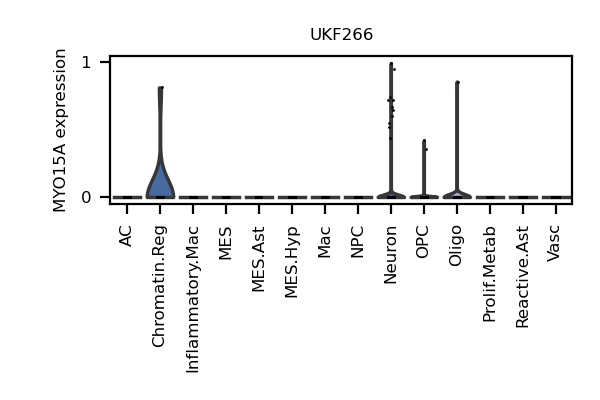 UKF266
MYO15A expression
1
0
AC
Chromatin.Reg
Inflammatory.Mac
MES
MES.Ast
MES.Hyp
Mac
NPC
Neuron
OPC
Oligo
Prolif.Metab
Reactive.Ast
Vasc